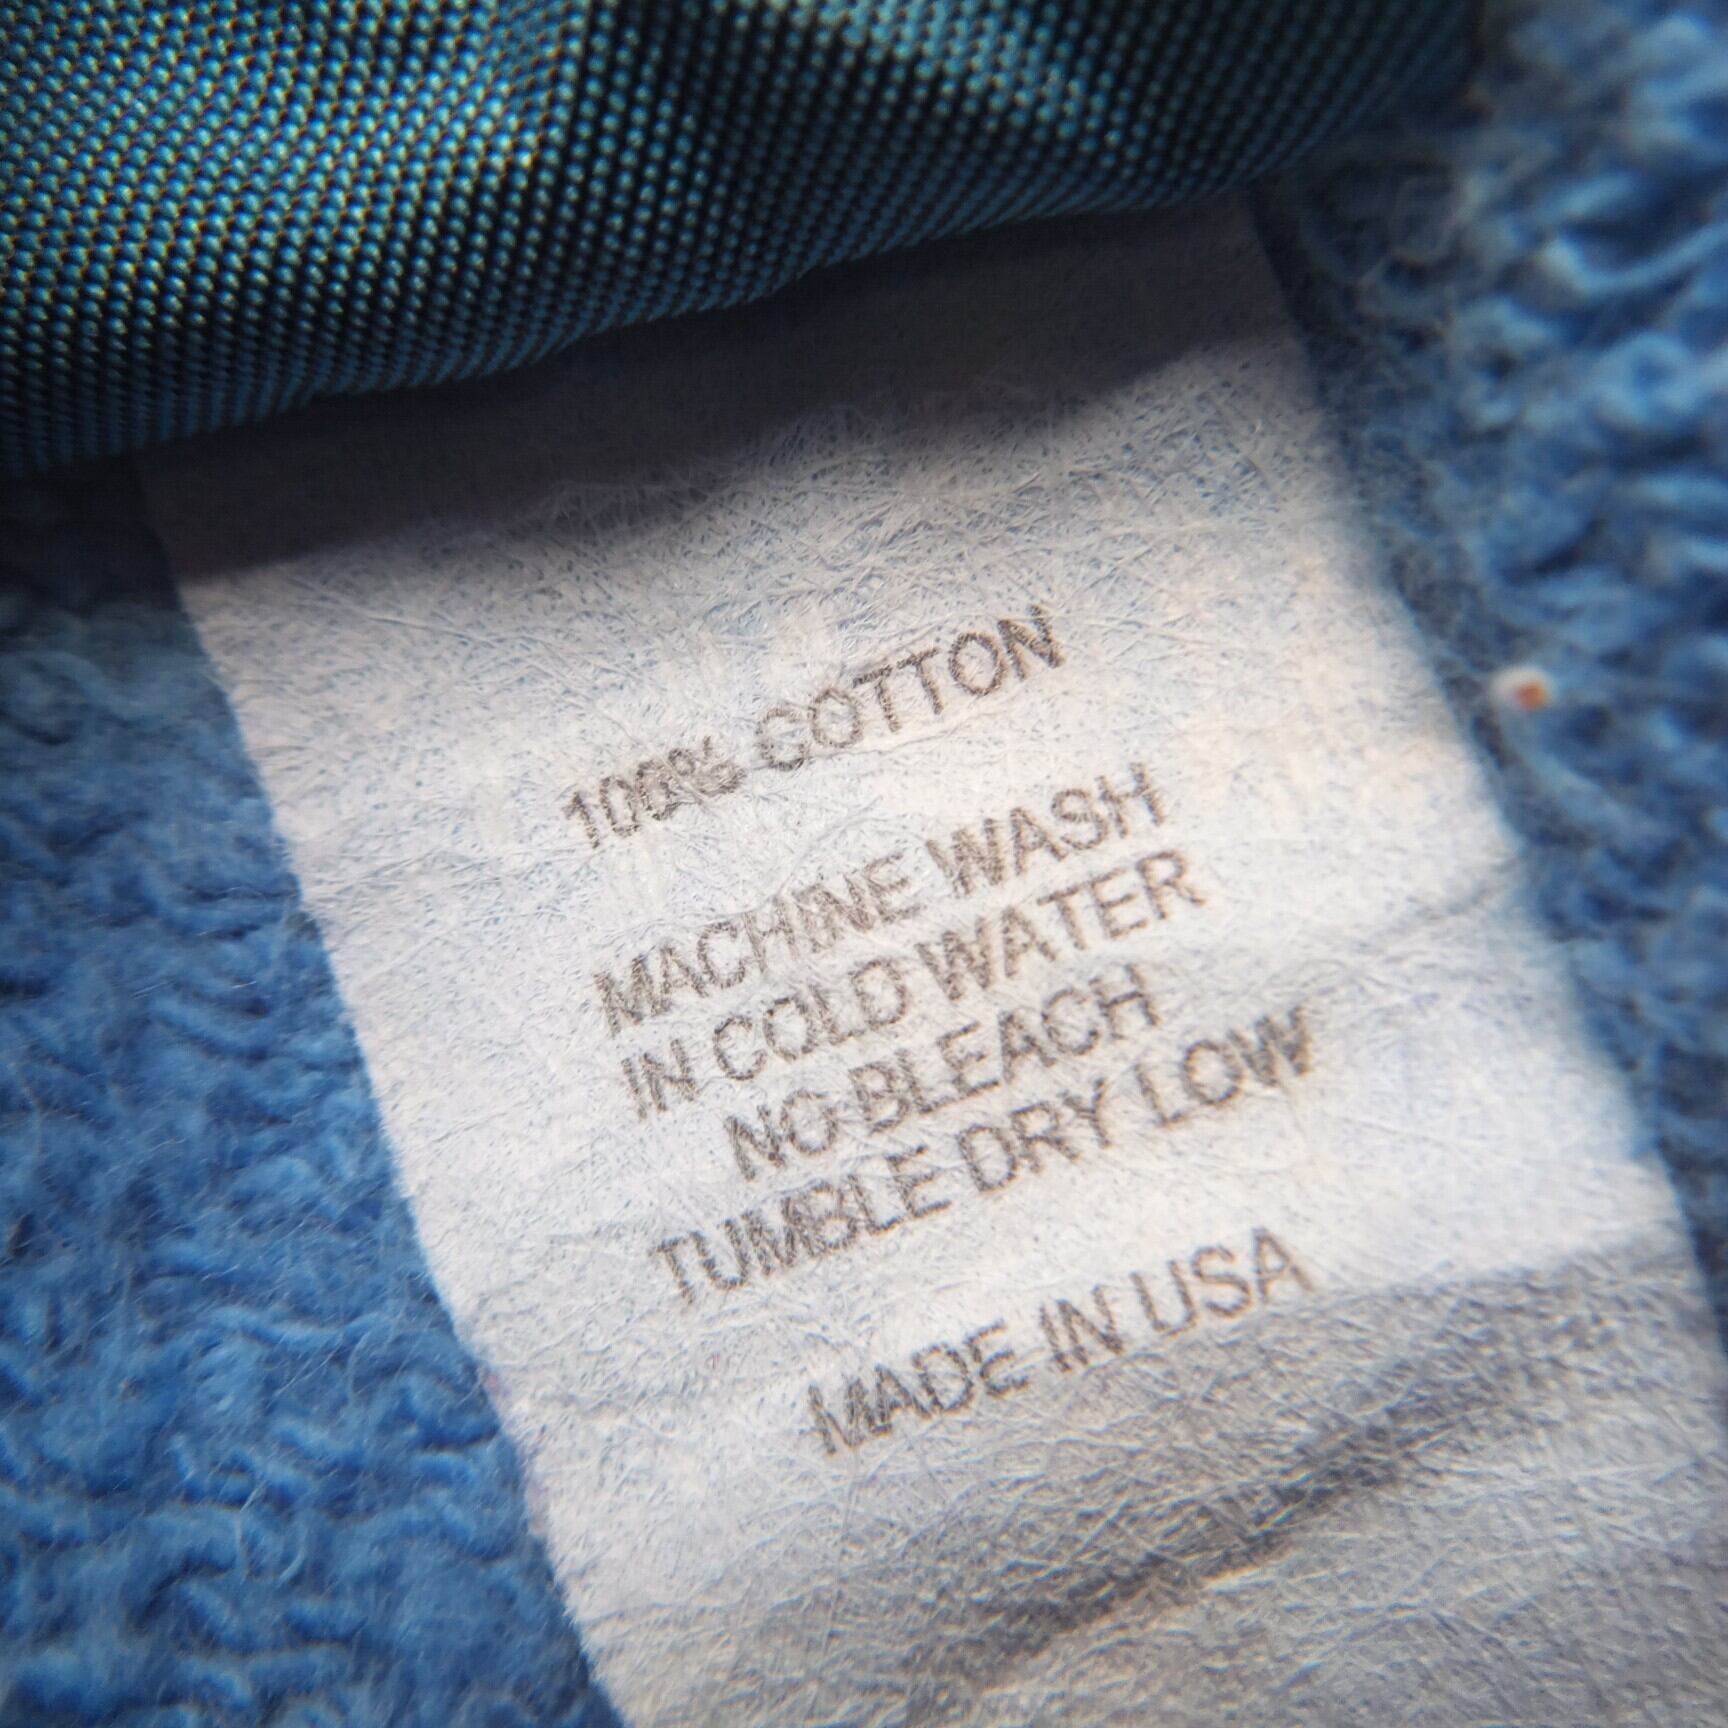 100% COTTON
MACHINE WASH
IN COLD WATER
NO BLEACH
TUMBLE DRY LOW
MADE IN USA